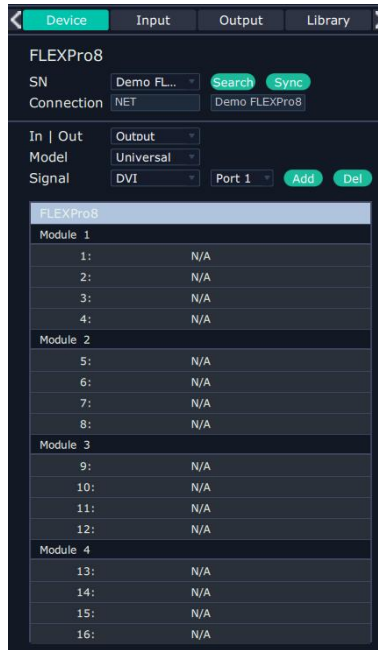 Device Input Output Library
FLEXPro8
SN Demo FL... Search Sync
Connection NET Demo FLEXPro8
In | Out Output
Model Universal
Signal DVI Port 1 Add Del
FLEXPro8
Module 1
1: N/A
2: N/A
3: N/A
4: N/A
Module 2
5: N/A
6: N/A
7: N/A
8: N/A
Module 3
9: N/A
10: N/A
11: N/A
12: N/A
Module 4
13: N/A
14: N/A
15: N/A
16: N/A